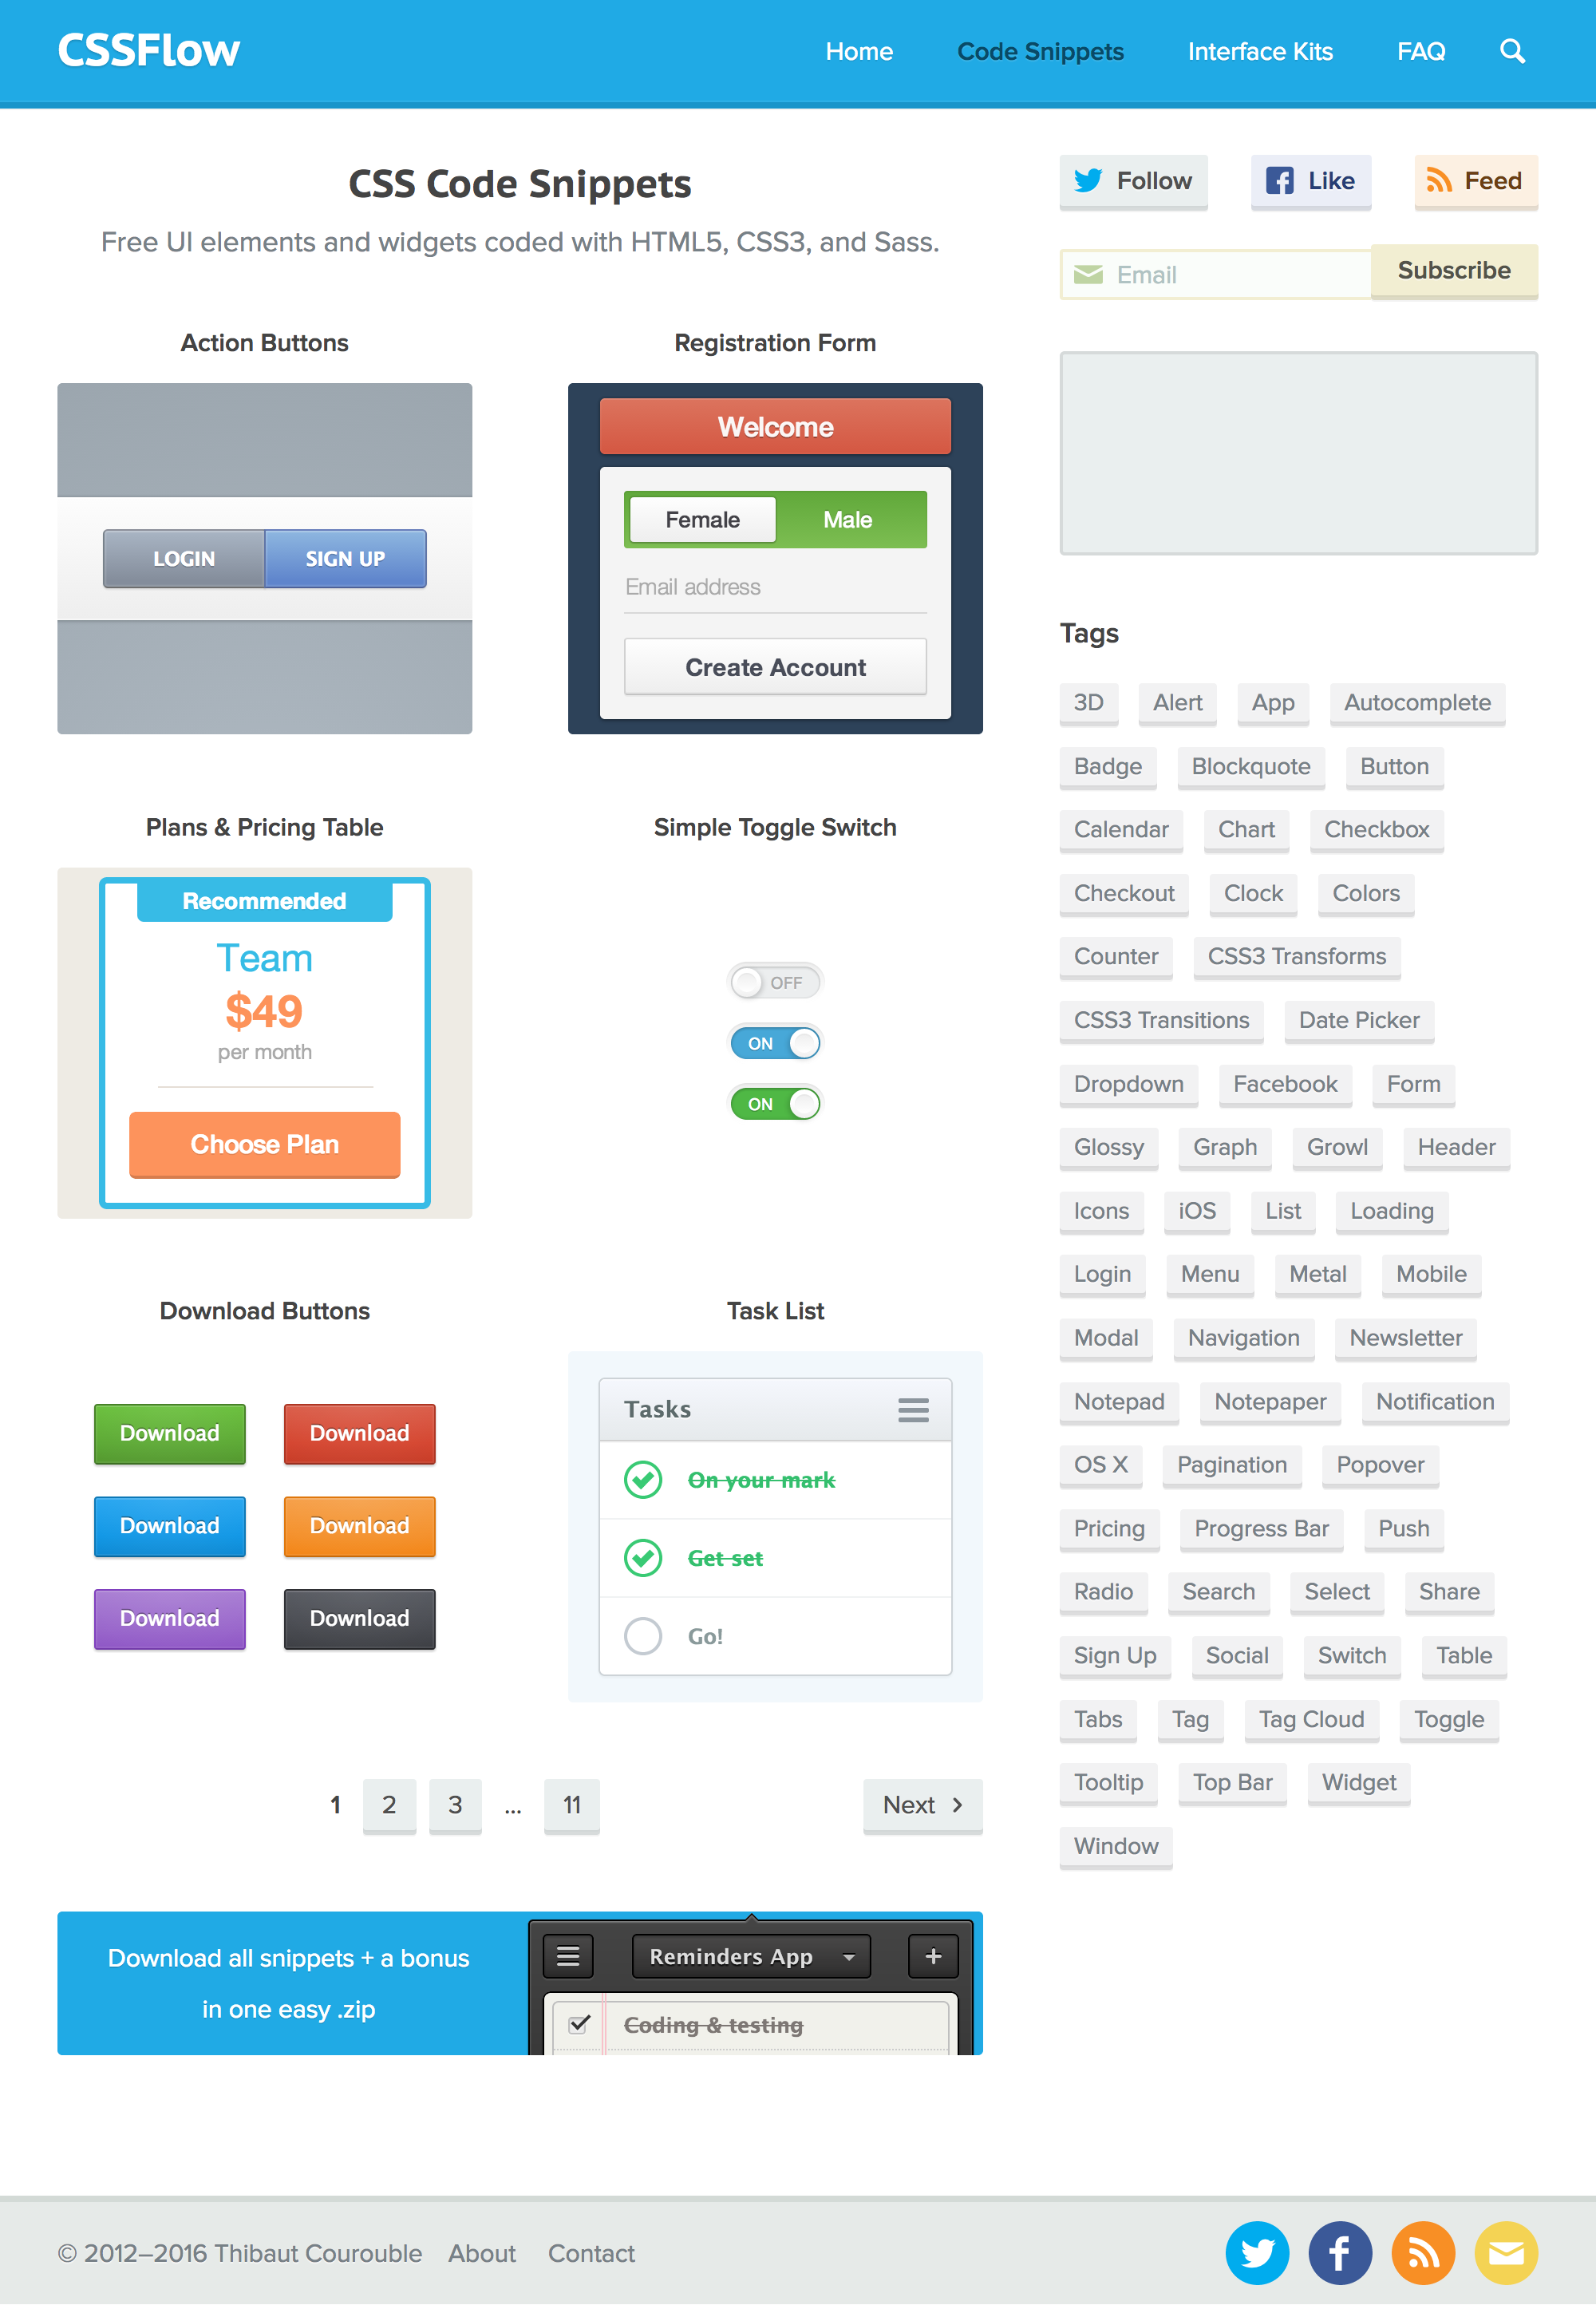 CSSFlow
Home Code Snippets Interface Kits FAQ
CSS Code Snippets
Free UI elements and widgets coded with HTML5, CSS3, and Sass.
Action Buttons
LOGIN SIGN UP
Registration Form
Welcome
Female Male
Email address
Create Account
Plans & Pricing Table
Recommended
Team
$49
per month
Choose Plan
Simple Toggle Switch
OFF
ON
ON
Download Buttons
Download Download
Download Download
Download Download
Task List
Tasks
On your mark
Get set
Go!
1 2 3 ... 11 Next
Download all snippets + a bonus
in one easy .zip
Reminders App
Coding & testing
Follow Like Feed
Email Subscribe
Tags
3D Alert App Autocomplete
Badge Blockquote Button
Calendar Chart Checkbox
Checkout Clock Colors
Counter CSS3 Transforms
CSS3 Transitions Date Picker
Dropdown Facebook Form
Glossy Graph Growl Header
Icons iOS List Loading
Login Menu Metal Mobile
Modal Navigation Newsletter
Notepad Notepaper Notification
OS X Pagination Popover
Pricing Progress Bar Push
Radio Search Select Share
Sign Up Social Switch Table
Tabs Tag Tag Cloud Toggle
Tooltip Top Bar Widget
Window
© 2012–2016 Thibaut Courouble About Contact